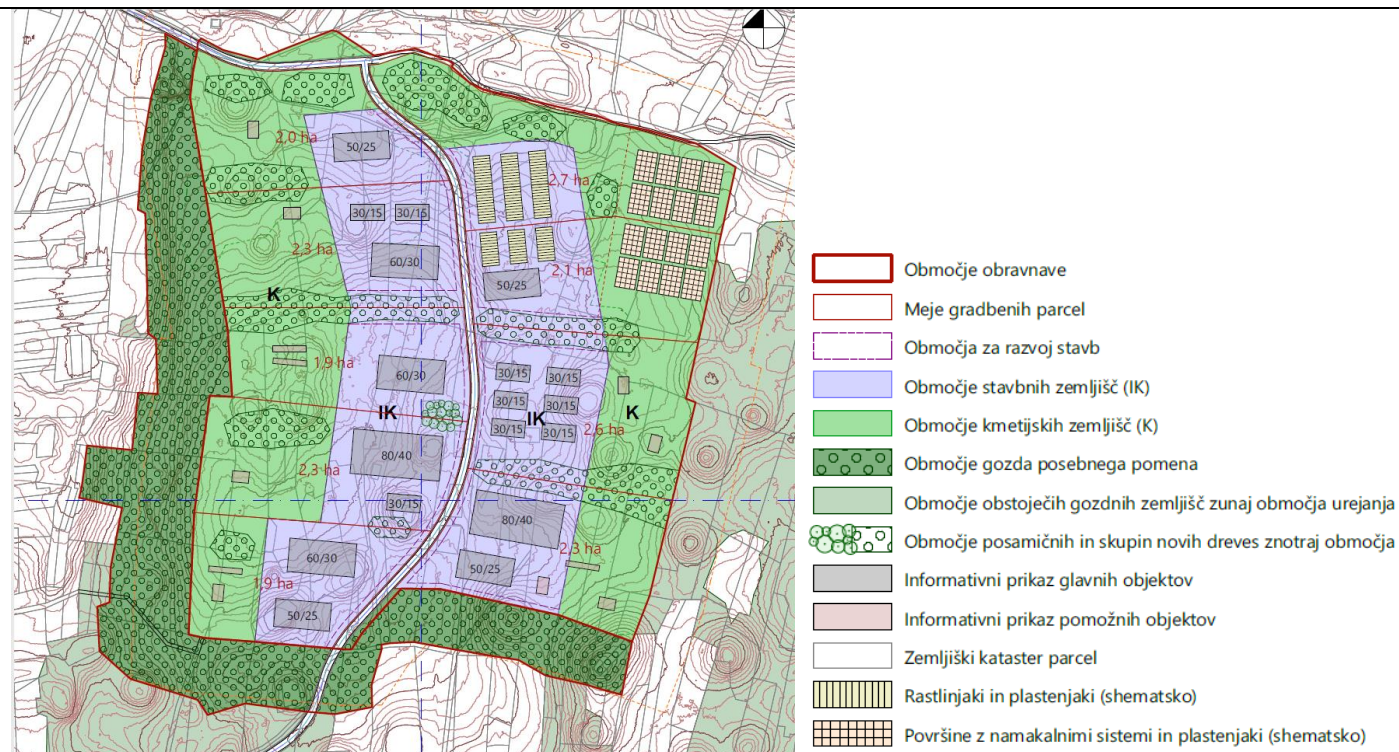 2,0 ha
50/25
2,7 ha
30/15
30/15
2,3 ha
60/30
2,1 ha
50/25
K
1,9 ha
60/30
30/15
30/15
30/15
30/15
30/15
30/15
IK
IK
K
2,6 ha
80/40
2,3 ha
30/15
80/40
60/30
2,3 ha
50/25
1,9 ha
50/25
Območje obravnave
Meje gradbenih parcel
Območja za razvoj stavb
Območje stavbnih zemljišč (IK)
Območje kmetijskih zemljišč (K)
Območje gozda posebnega pomena
Območje obstoječih gozdnih zemljišč zunaj območja urejanja
Območje posamičnih in skupin novih dreves znotraj območja
Informativni prikaz glavnih objektov
Informativni prikaz pomožnih objektov
Zemljiški kataster parcel
Rastlinjaki in plastenjaki (shematsko)
Površine z namakalnimi sistemi in plastenjaki (shematsko)